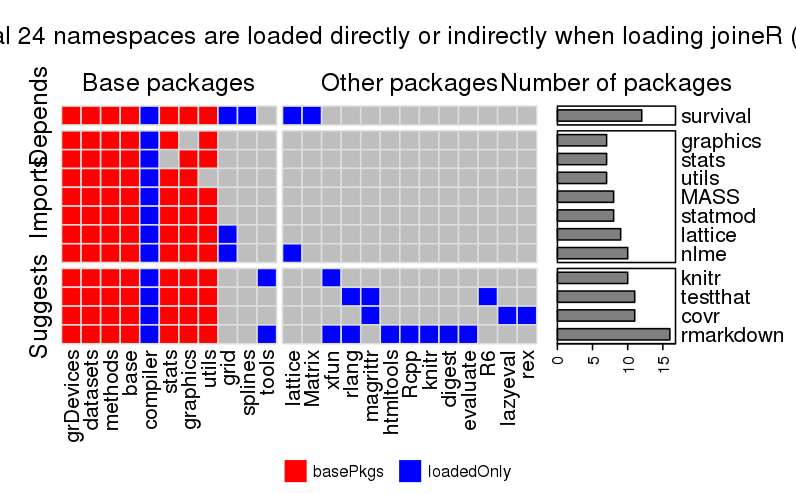 al 24 namespaces are loaded directly or indirectly when loading joineR (
Base packages
Other packages
Number of packages
Depends
Imports
Suggests
survival
graphics
stats
utils
MASS
statmod
lattice
nlme
knitr
testthat
covr
rmarkdown
0
5
10
15
grDevices
datasets
methods
base
compiler
stats
graphics
utils
grid
splines
tools
lattice
Matrix
xfun
rlang
magrittr
htmltools
Rcpp
knitr
digest
evaluate
R6
lazyeval
rex
basePkgs
loadedOnly